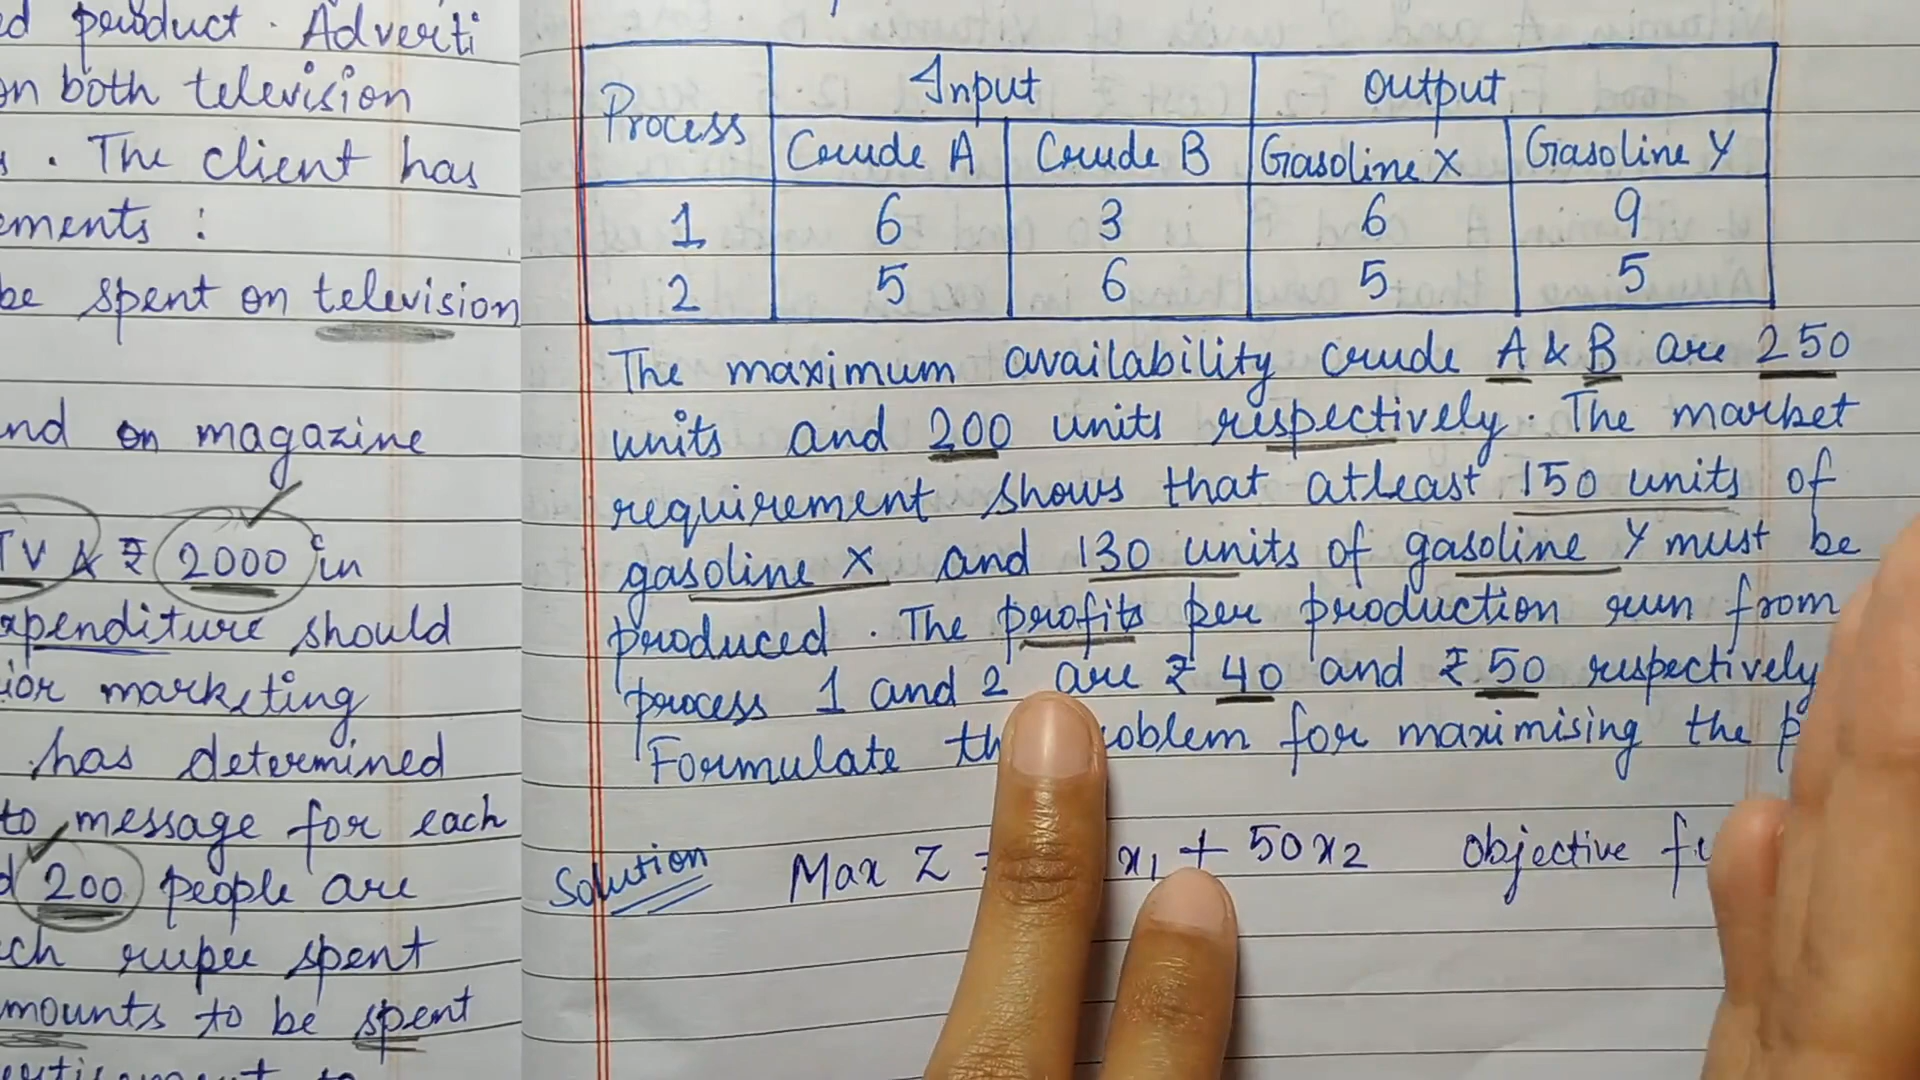 product. Adverti
on both television
. The client has
ements :
be spent on television
nd on magazine
TV & ₹ 2000 in
expenditure should
ior marketing
has determined
to message for each
200 people are
ch rupee spent
mounts to be spent
Process Input Output
Crude A Crude B Gasoline X Gasoline Y
1 6 3 6 9
2 5 6 5 5
The maximum availability crude A & B are 250
units and 200 units respectively. The market
requirement shows that atleast 150 units of
gasoline X and 130 units of gasoline Y must be
produced. The profits per production run from
process 1 and 2 are ₹ 40 and ₹ 50 respectively
Formulate th oblem for maximising the p
Solution Max Z x1 + 50x2 Objective fu